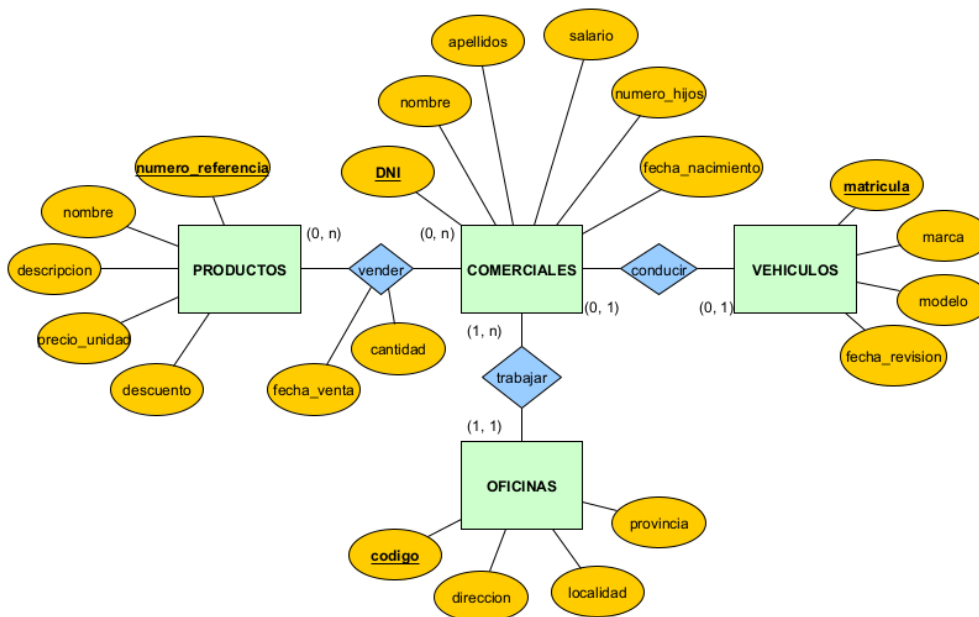 apellidos
salario
nombre
numero_hijos
numero_referencia
DNI
fecha_nacimiento
matricula
nombre
marca
(0, n)
(0, n)
descripcion
PRODUCTOS
vender
COMERCIALES
conducir
VEHICULOS
modelo
(0, 1)
(0, 1)
precio_unidad
(1, n)
cantidad
fecha_revision
descuento
fecha_venta
trabajar
(1, 1)
OFICINAS
provincia
codigo
direccion
localidad